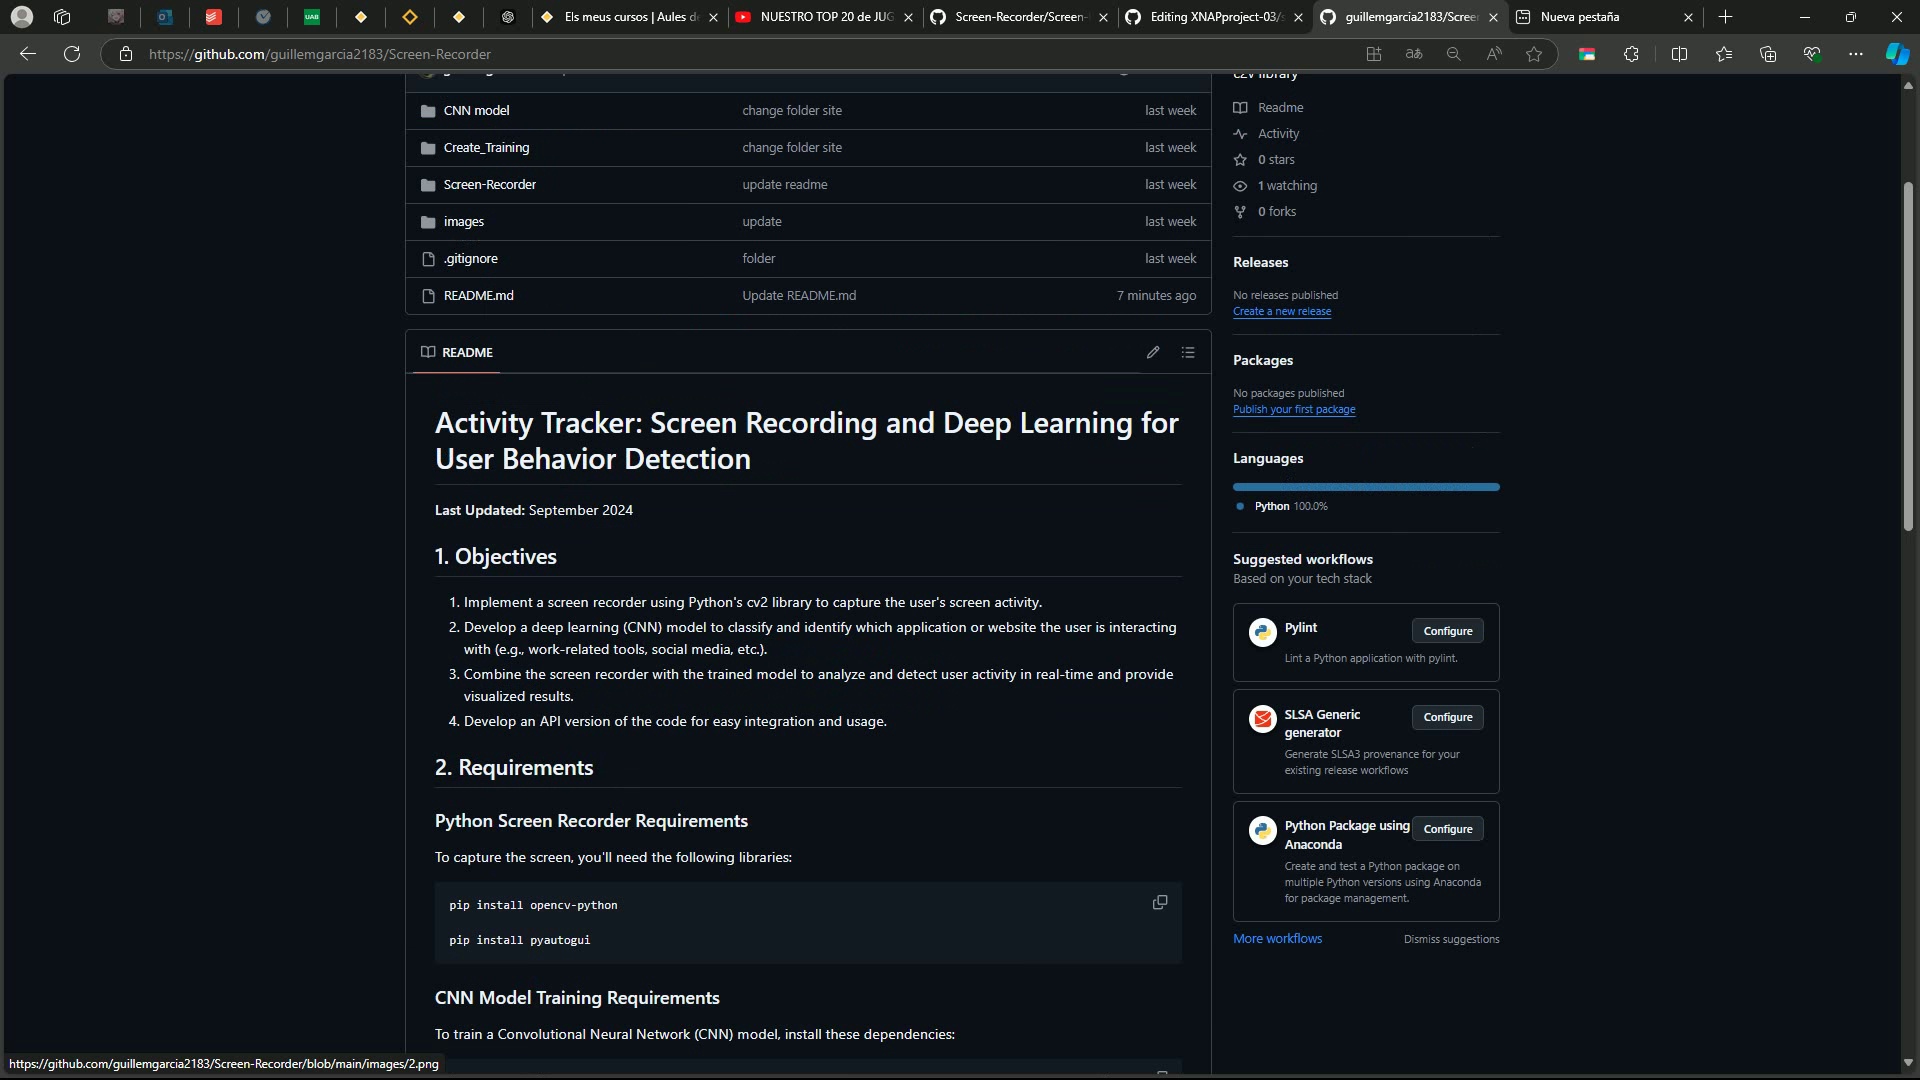 UAB
Els meus cursos | Aules d
NUESTRO TOP 20 de JUG
Screen-Recorder/Screen-
Editing XNAPproject-03/s
guillemgarcia2183/Screen
Nueva pestaña
https://github.com/guillemgarcia2183/Screen-Recorder
CNN model change folder site last week
Create_Training change folder site last week
Screen-Recorder update readme last week
images update last week
.gitignore folder last week
README.md Update README.md 7 minutes ago
README
Activity Tracker: Screen Recording and Deep Learning for
User Behavior Detection
Last Updated: September 2024
1. Objectives
1. Implement a screen recorder using Python's cv2 library to capture the user's screen activity.
2. Develop a deep learning (CNN) model to classify and identify which application or website the user is interacting
with (e.g., work-related tools, social media, etc.).
3. Combine the screen recorder with the trained model to analyze and detect user activity in real-time and provide
visualized results.
4. Develop an API version of the code for easy integration and usage.
2. Requirements
Python Screen Recorder Requirements
To capture the screen, you'll need the following libraries:
pip install opencv-python
pip install pyautogui
CNN Model Training Requirements
To train a Convolutional Neural Network (CNN) model, install these dependencies:
library
Readme
Activity
0 stars
1 watching
0 forks
Releases
No releases published
Create a new release
Packages
No packages published
Publish your first package
Languages
Python 100.0%
Suggested workflows
Based on your tech stack
Pylint
Configure
Lint a Python application with pylint.
SLSA Generic
generator
Configure
Generate SLSA3 provenance for your
existing release workflows
Python Package using
Anaconda
Configure
Create and test a Python package on
multiple Python versions using Anaconda
for package management.
More workflows
Dismiss suggestions
https://github.com/guillemgarcia2183/Screen-Recorder/blob/main/images/2.png